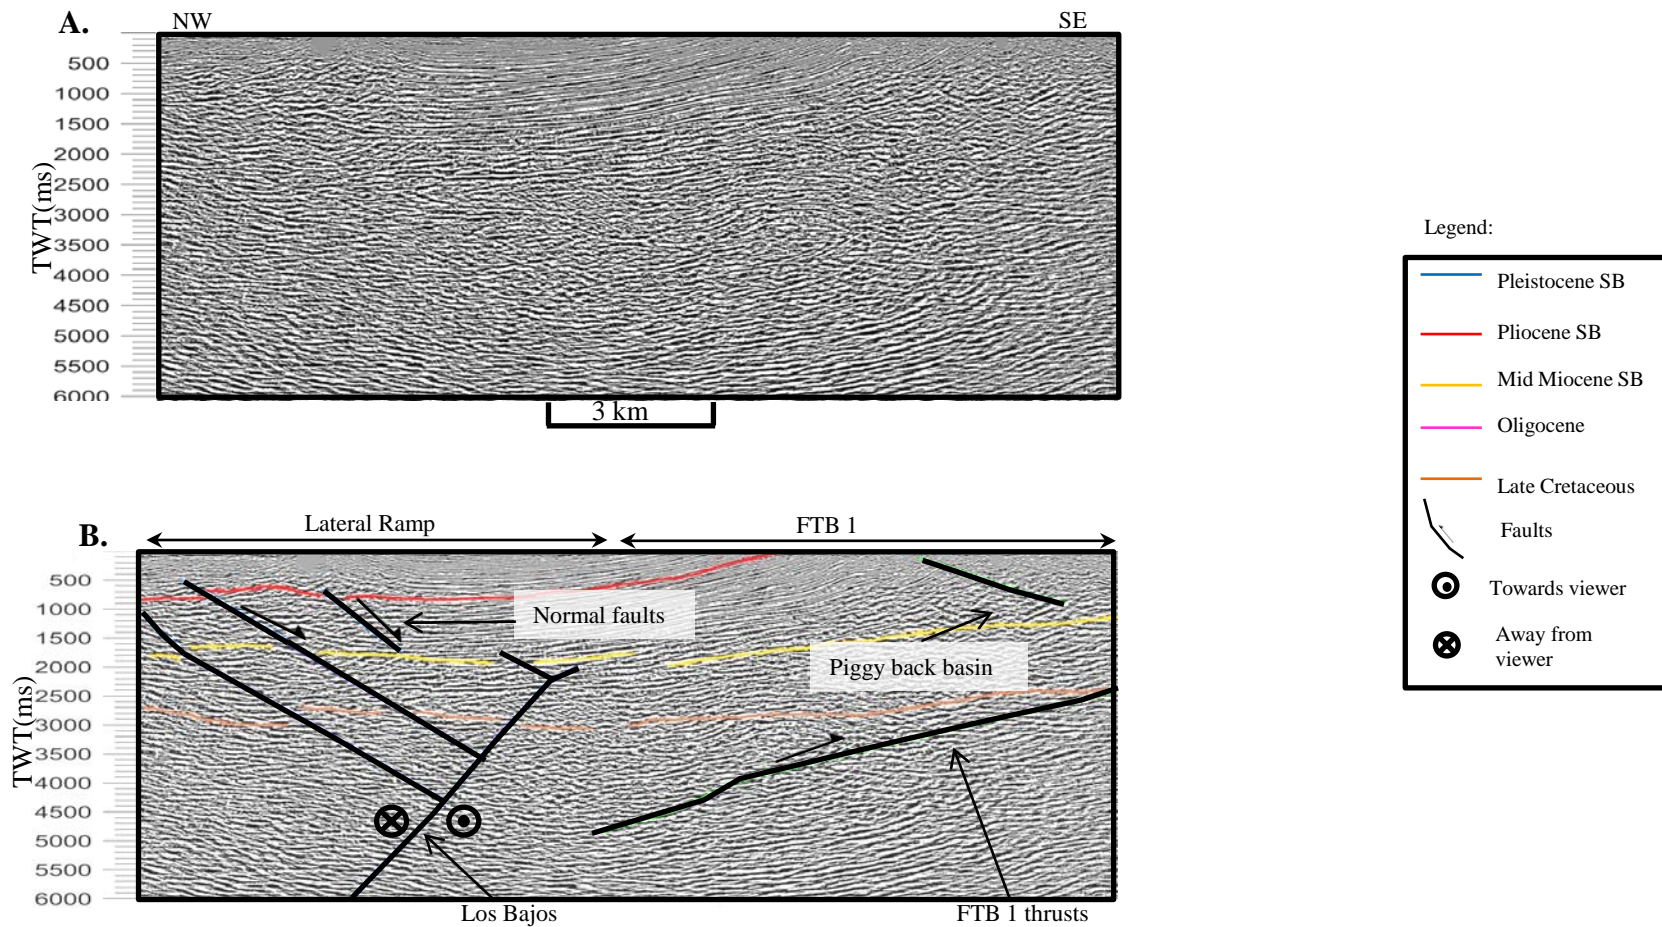 A.
NW
SE
500
1000
1500
2000
2500
3000
3500
4000
4500
5000
5500
6000
TWT(ms)
3 km
Legend:
Pleistocene SB
Pliocene SB
Mid Miocene SB
Oligocene
Late Cretaceous
Faults
Towards viewer
Away from
viewer
B.
Lateral Ramp
FTB 1
500
1000
1500
2000
2500
3000
3500
4000
4500
5000
5500
6000
TWT(ms)
Normal faults
Piggy back basin
Los Bajos
FTB 1 thrusts